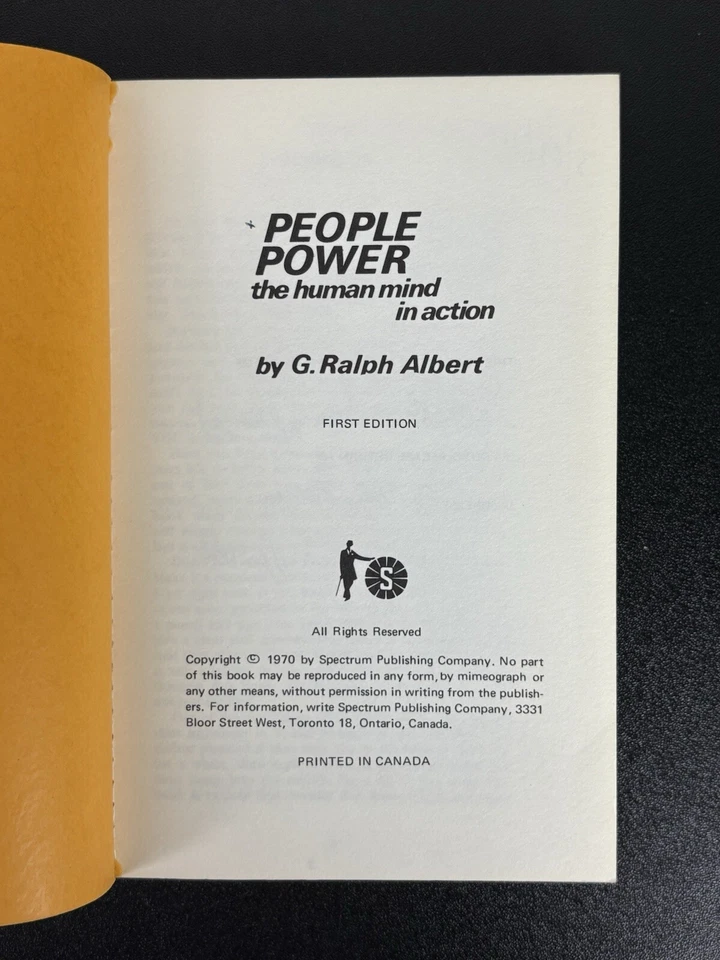 PEOPLE
POWER
the human mind
in action
by G. Ralph Albert
FIRST EDITION
S
All Rights Reserved
Copyright © 1970 by Spectrum Publishing Company. No part
of this book may be reproduced in any form, by mimeograph or
any other means, without permission in writing from the publish-
ers. For information, write Spectrum Publishing Company, 3331
Bloor Street West, Toronto 18, Ontario, Canada.
PRINTED IN CANADA